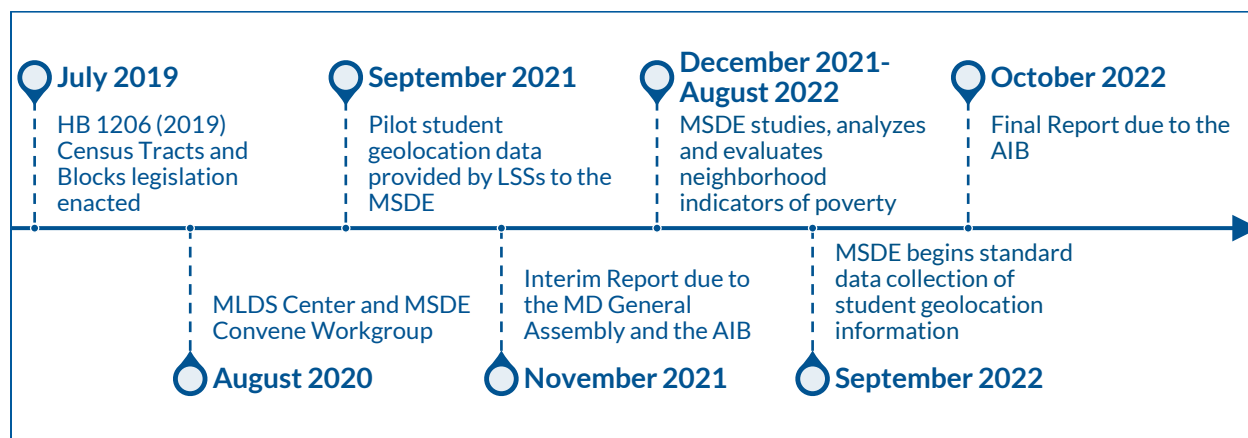 July 2019
HB 1206 (2019)
Census Tracts and
Blocks legislation
enacted
September 2021
Pilot student
geolocation data
provided by LSSs to the
MSDE
December 2021-
August 2022
MSDE studies, analyzes
and evaluates
neighborhood
indicators of poverty
October 2022
Final Report due to the
AIB
MLDS Center and MSDE
Convene Workgroup
August 2020
Interim Report due to
the MD General
Assembly and the AIB
November 2021
MSDE begins standard
data collection of
student geolocation
information
September 2022